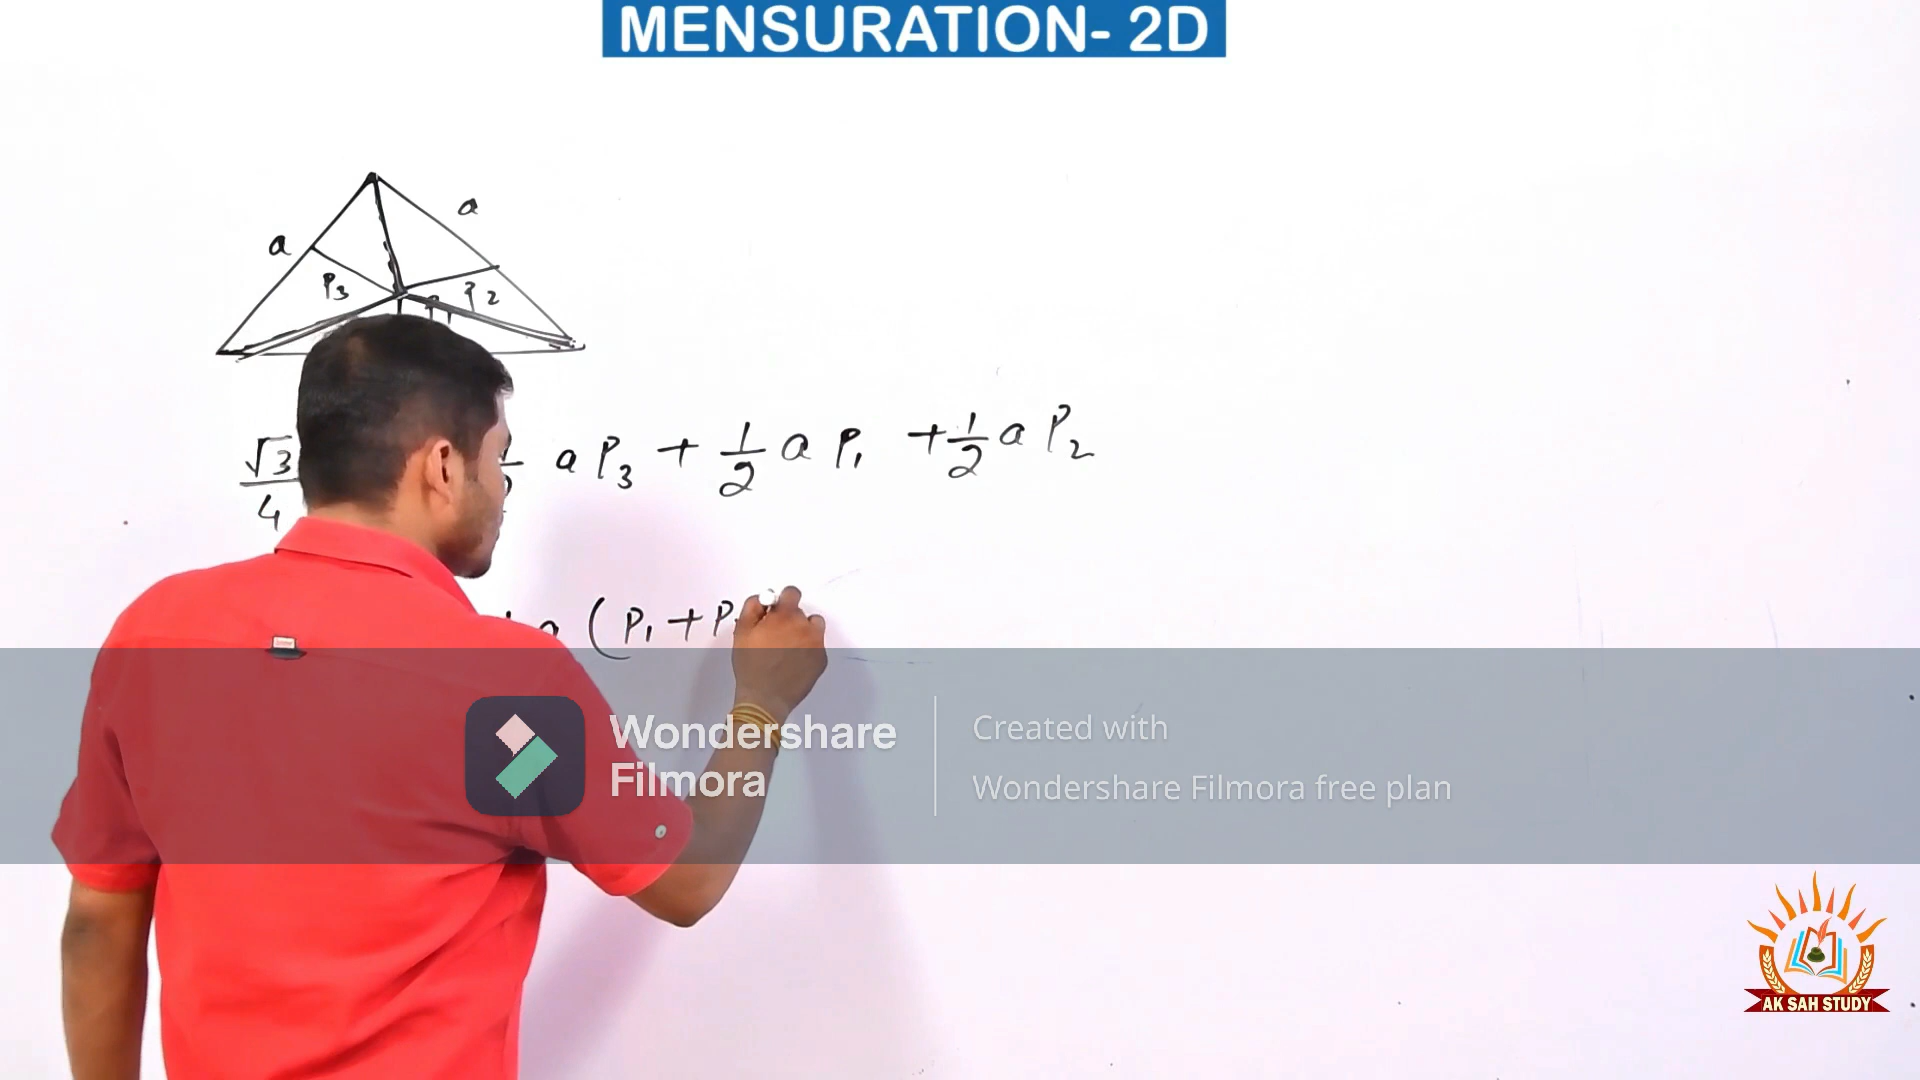 MENSURATION- 2D
a
a
P3
P2
√3/4 a P3 + 1/2 a P1 + 1/2 a P2
a ( P1 + P
Wondershare Filmora
Created with
Wondershare Filmora free plan
AK SAH STUDY